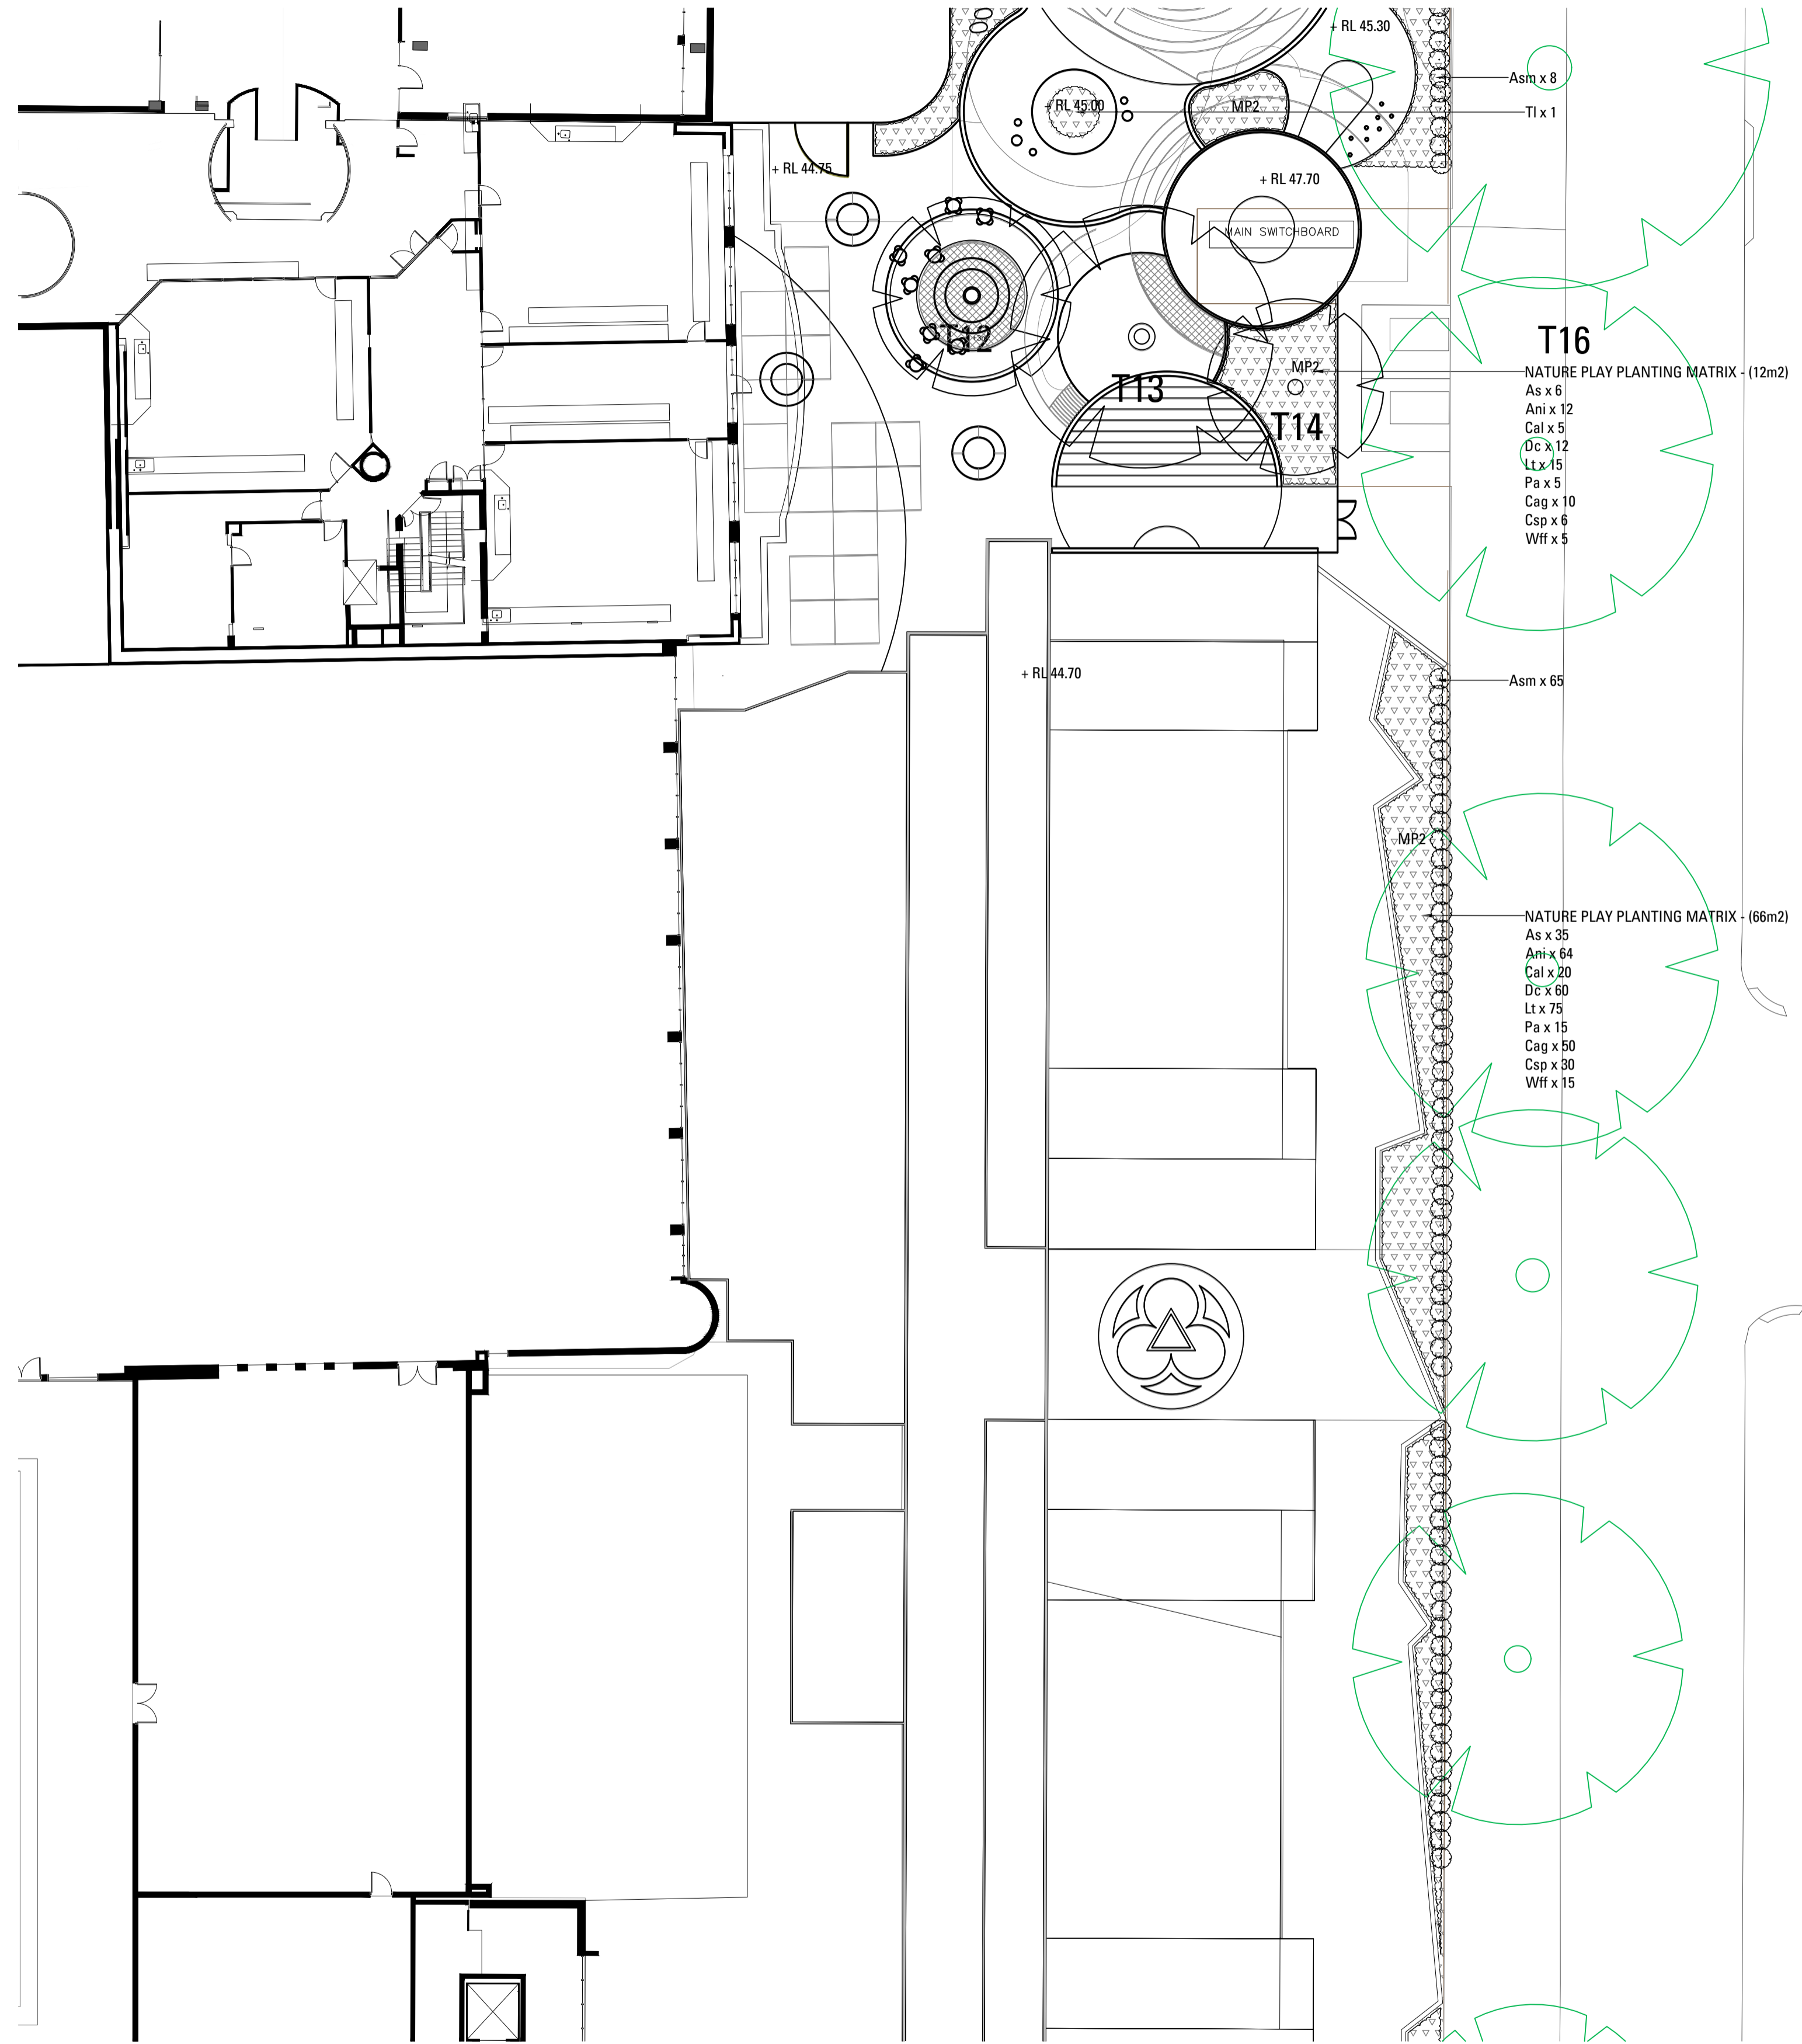 + RL 45.30
Asm x 8
+ RL 45.00
MP2
Tl x 1
+ RL 44.75
+ RL 47.70
MAIN SWITCHBOARD
T12
T16
MP2
NATURE PLAY PLANTING MATRIX - (12m2)
As x 6
Ani x 12
Cal x 5
Dc x 12
Lt x 15
Pa x 5
Cag x 10
Csp x 6
Wff x 5
T13
T14
+ RL 44.70
Asm x 65
MP2
NATURE PLAY PLANTING MATRIX - (66m2)
As x 35
Ani x 64
Cal x 20
Dc x 60
Lt x 75
Pa x 15
Cag x 50
Csp x 30
Wff x 15